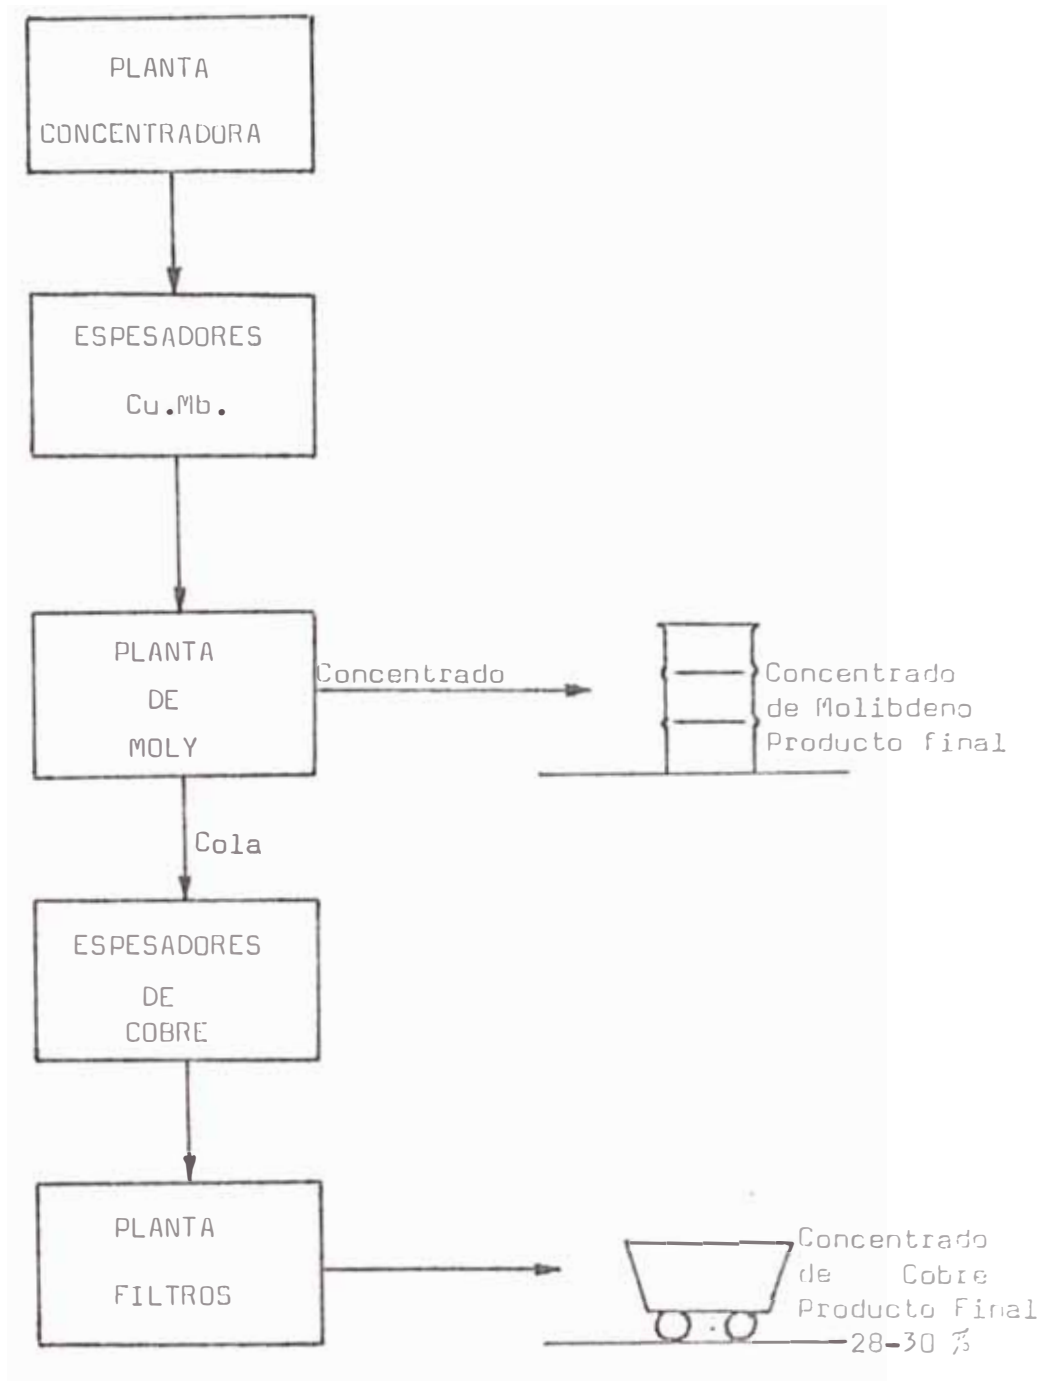 PLANTA
CONCENTRADORA
ESPESADORES
Cu.Mb.
PLANTA
DE
MOLY
Concentrado
Concentrado
de Molibdeno
Producto final
Cola
ESPESADORES
DE
COBRE
PLANTA
FILTROS
Concentrado
de Cobre
Producto Final
28-30 %